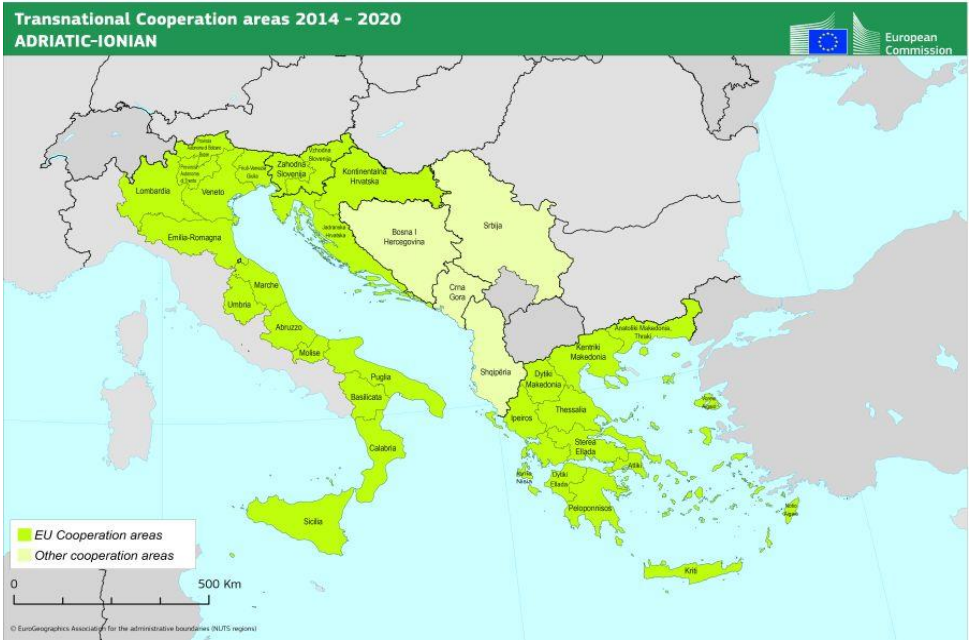 Transnational Cooperation areas 2014 - 2020
ADRIATIC-IONIAN
European
Commission
Vzhodna
Slovenija
Zahodna
Slovenija
Kontinentalna
Hrvatska
Lombardia
Veneto
Emilia-Romagna
Jadranska
Hrvatska
Bosna I
Hercegovina
Srbija
Crna
Gora
Marche
Umbria
Abruzzo
Molise
Puglia
Basilicata
Calabria
Sicilia
Shqipëria
Anatoliki Makedonia,
Thraki
Kentriki
Makedonia
Dytiki
Makedonia
Ipeiros
Thessalia
Sterea
Ellada
Attiki
Dytiki
Ellada
Peloponnisos
Kriti
EU Cooperation areas
Other cooperation areas
0
500 Km
© EuroGeographics Association for the administrative boundaries (NUTS regions)